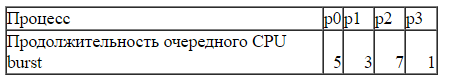 Процесс p0 p1 p2 p3
Продолжительность очередного CPU
burst 5 3 7 1